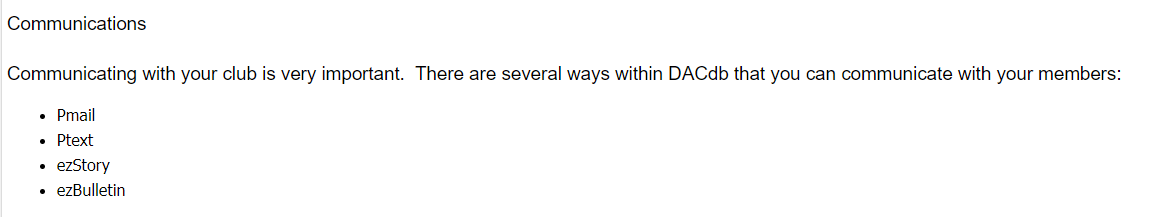 Communications
Communicating with your club is very important.  There are several ways within DACdb that you can communicate with your members:
• Pmail
• Ptext
• ezStory
• ezBulletin